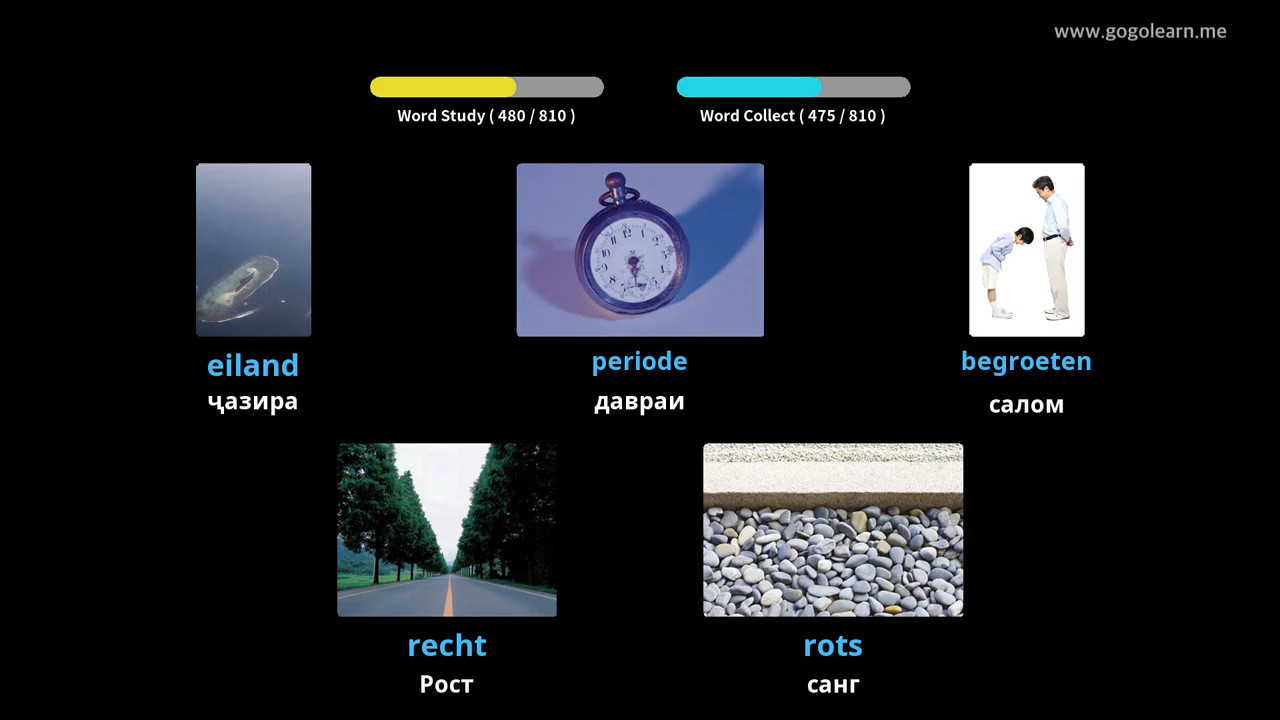 www.gogolearn.me
Word Study ( 480 / 810 )
Word Collect ( 475 / 810 )
eiland
ҷазира
periode
давраи
begroeten
салом
recht
Рост
rots
санг